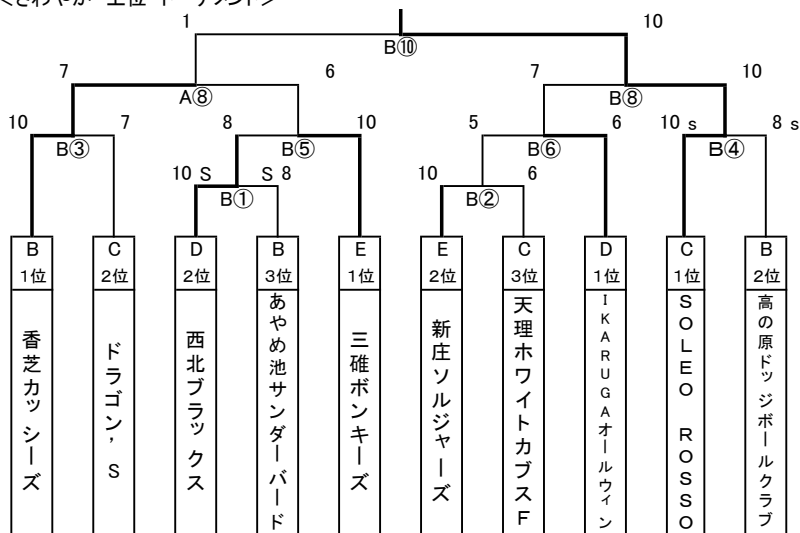 ＜さわやか 上位 トーナメント＞
1 10
B⑩
7 6 7 10
A⑧ B⑧
10 7 8 10 5 6 10 s 8 s
B③ B⑤ B⑥ B④
10 S S 8 10 6
B① B②
B C D B E E C D C B
1位 2位 2位 3位 1位 2位 3位 1位 1位 2位
香芝カッシーズ
ドラゴン，S
西北ブラックス
あやめ池サンダーバード
三碓ボンキーズ
新庄ソルジャーズ
天理ホワイトカブスF
IKARUGAオールウィン
SOLEO ROSSO
高の原ドッジボールクラブ